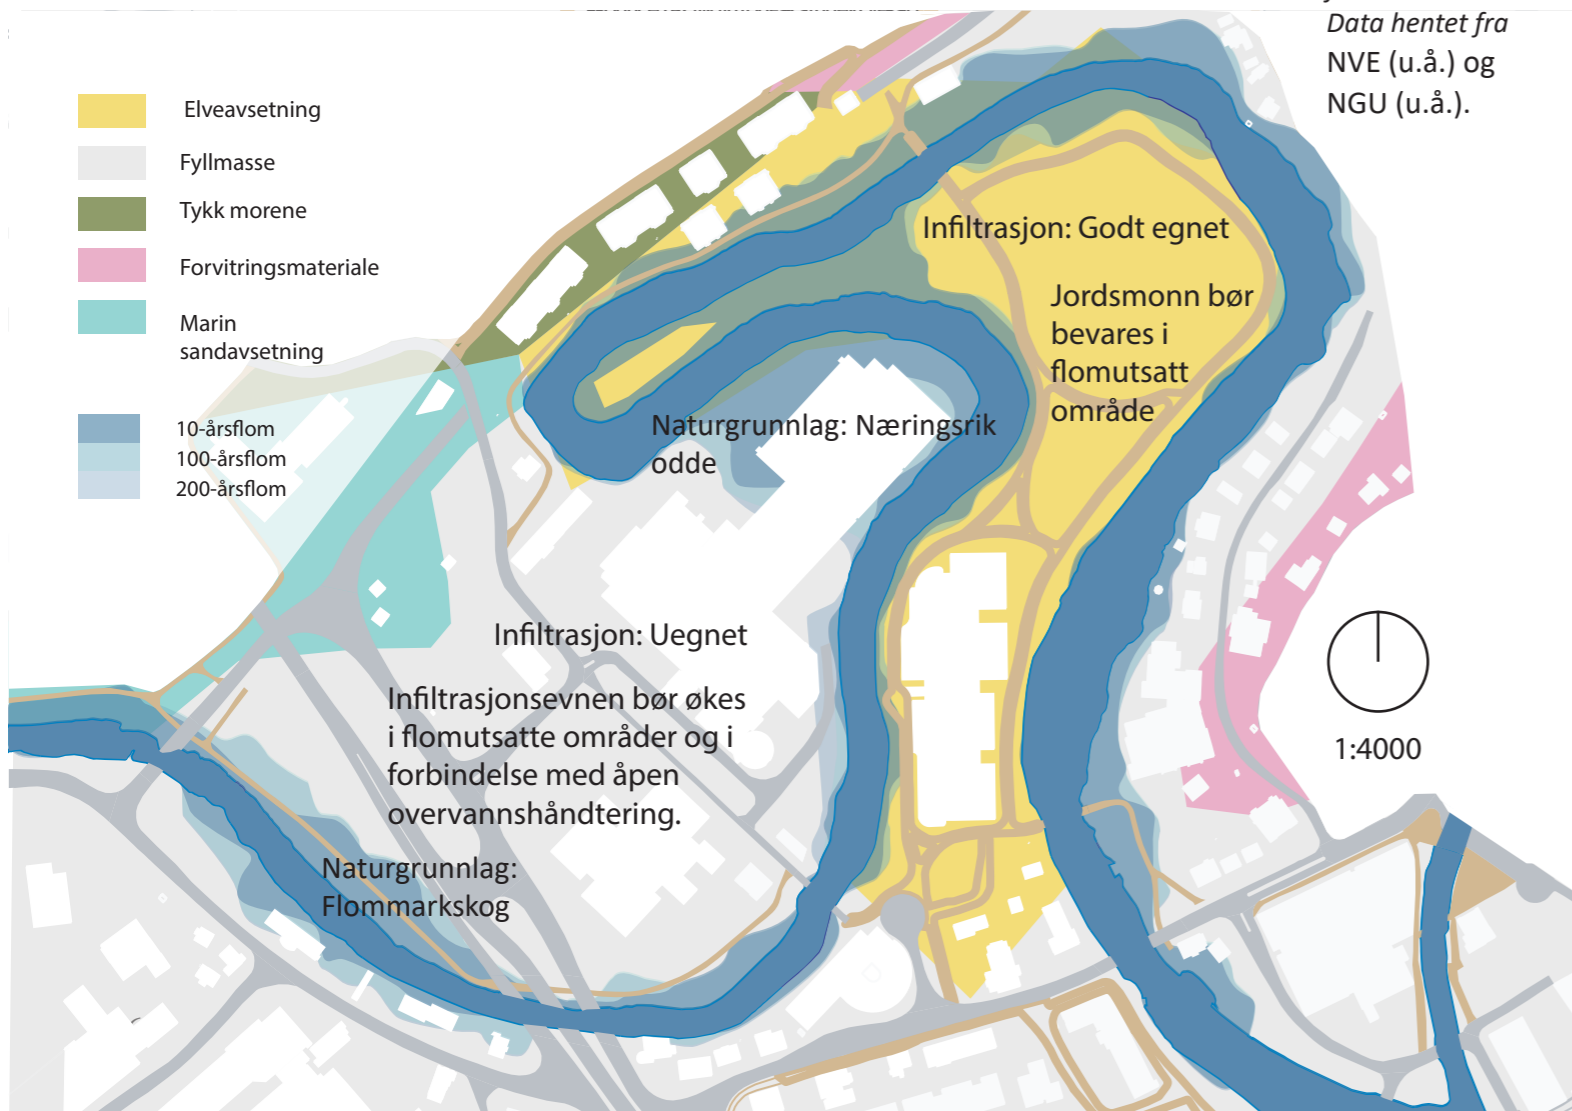 Data hentet fra
NVE (u.å.) og
NGU (u.å.).
Elveavsetning
Fyllmasse
Tykk morene
Forvitringsmateriale
Marin
sandavsetning
10-årsflom
100-årsflom
200-årsflom
Infiltrasjon: Godt egnet
Jordsmonn bør
bevares i
flomutsatt
område
Naturgrunnlag: Næringsrik
odde
Infiltrasjon: Uegnet
Infiltrasjonsevnen bør økes
i flomutsatte områder og i
forbindelse med åpen
overvannshåndtering.
Naturgrunnlag:
Flommarkskog
1:4000